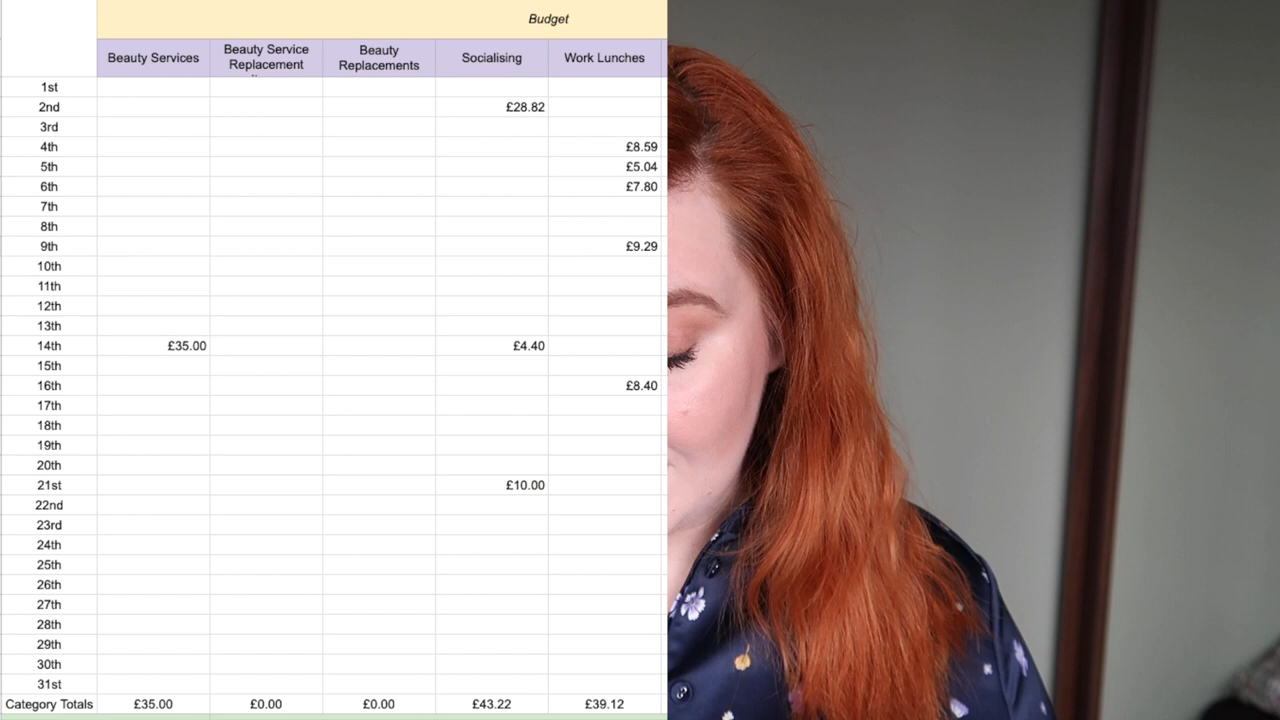 Budget
Beauty Services Beauty Service Replacement Beauty Replacements Socialising Work Lunches
1st
2nd £28.82
3rd
4th £8.59
5th £5.04
6th £7.80
7th
8th
9th £9.29
10th
11th
12th
13th
14th £35.00 £4.40
15th
16th £8.40
17th
18th
19th
20th
21st £10.00
22nd
23rd
24th
25th
26th
27th
28th
29th
30th
31st
Category Totals £35.00 £0.00 £0.00 £43.22 £39.12